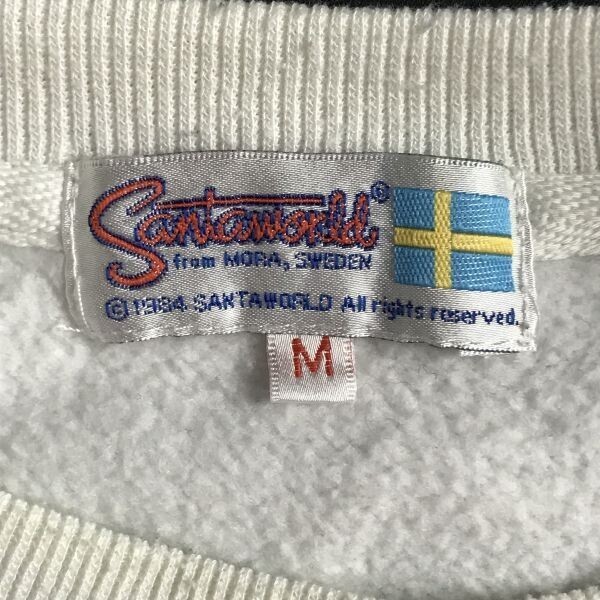 Santaworld®
from MORA, SWEDEN
© 1984 SANTAWORLD All rights reserved.
M